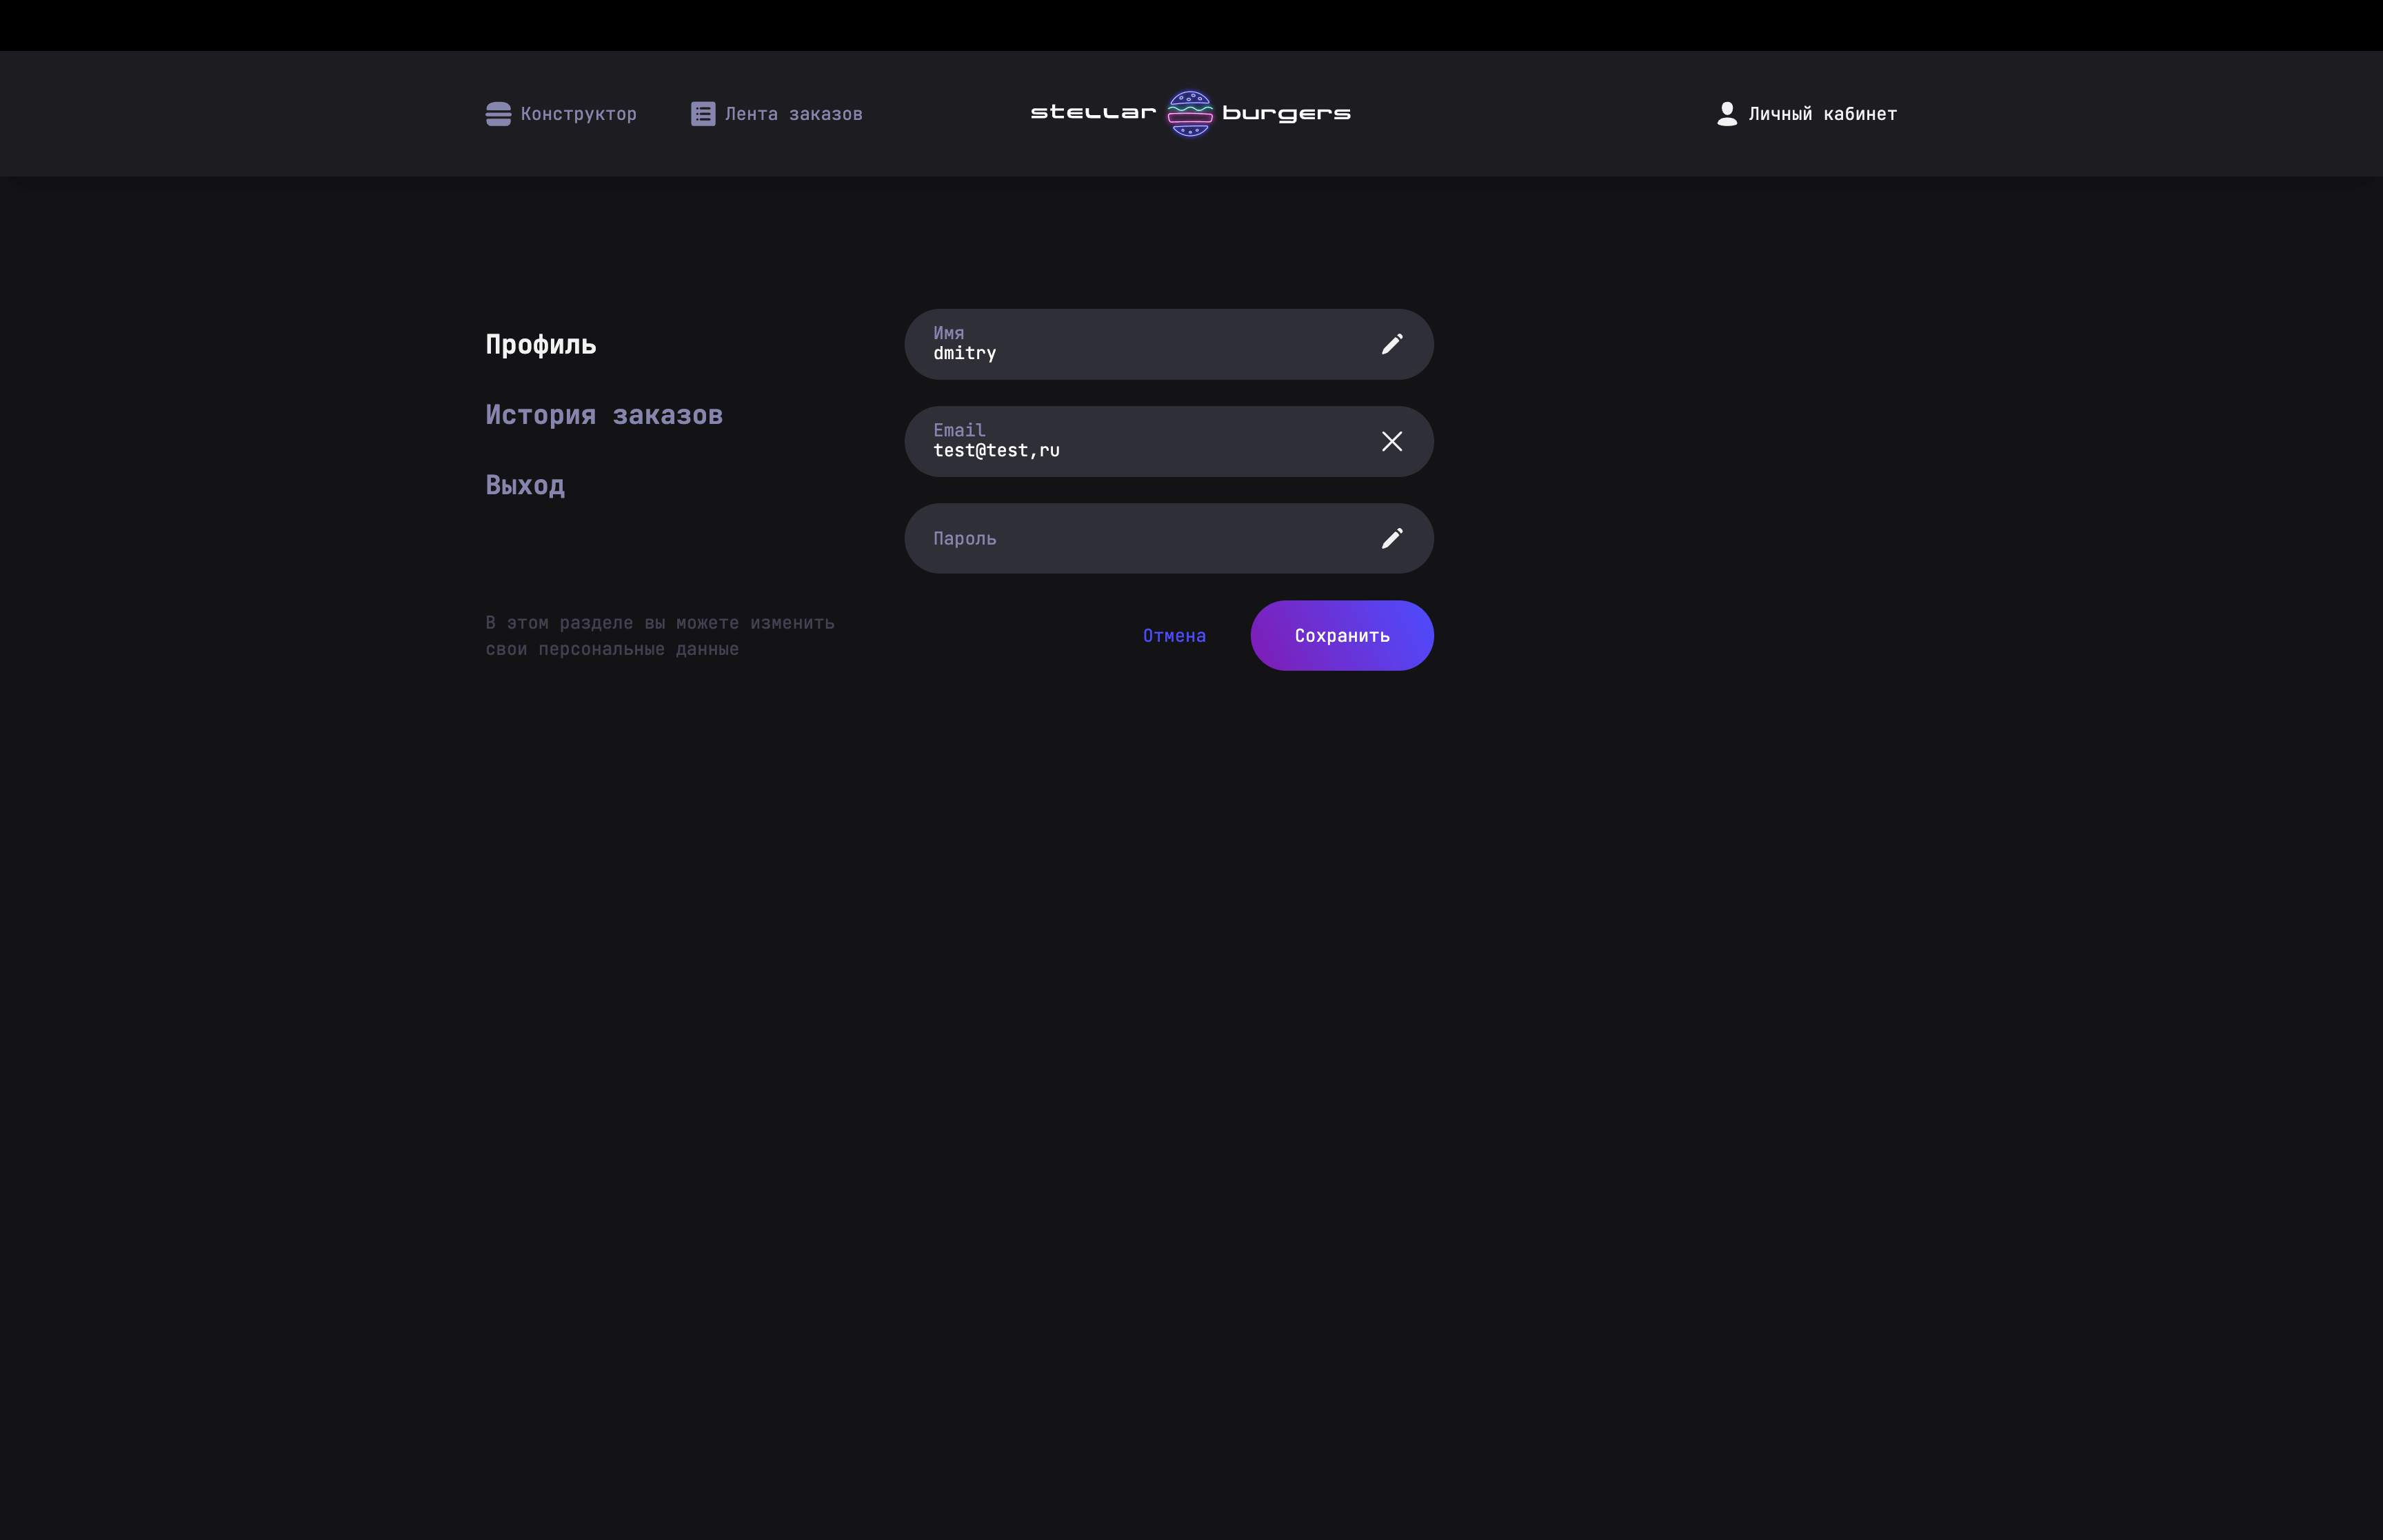 Конструктор
Лента заказов
stellar burgers
Личный кабинет
Профиль
История заказов
Выход
В этом разделе вы можете изменить
свои персональные данные
Имя
dmitry
Email
test@test,ru
Пароль
Отмена
Сохранить